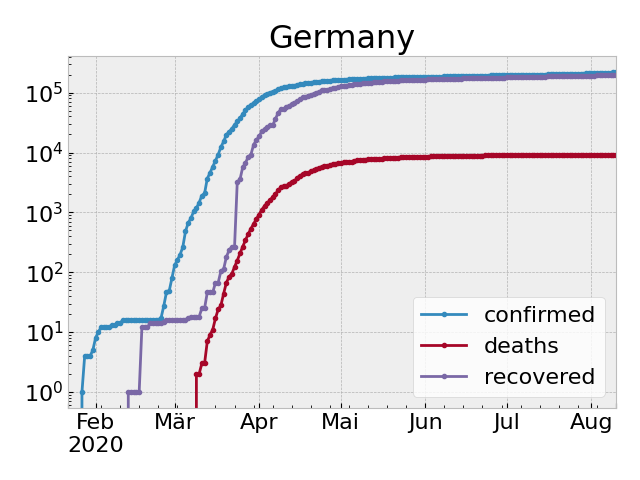 Germany
10^5
10^4
10^3
10^2
10^1
10^0
Feb Mär Apr Mai Jun Jul Aug
2020
confirmed
deaths
recovered